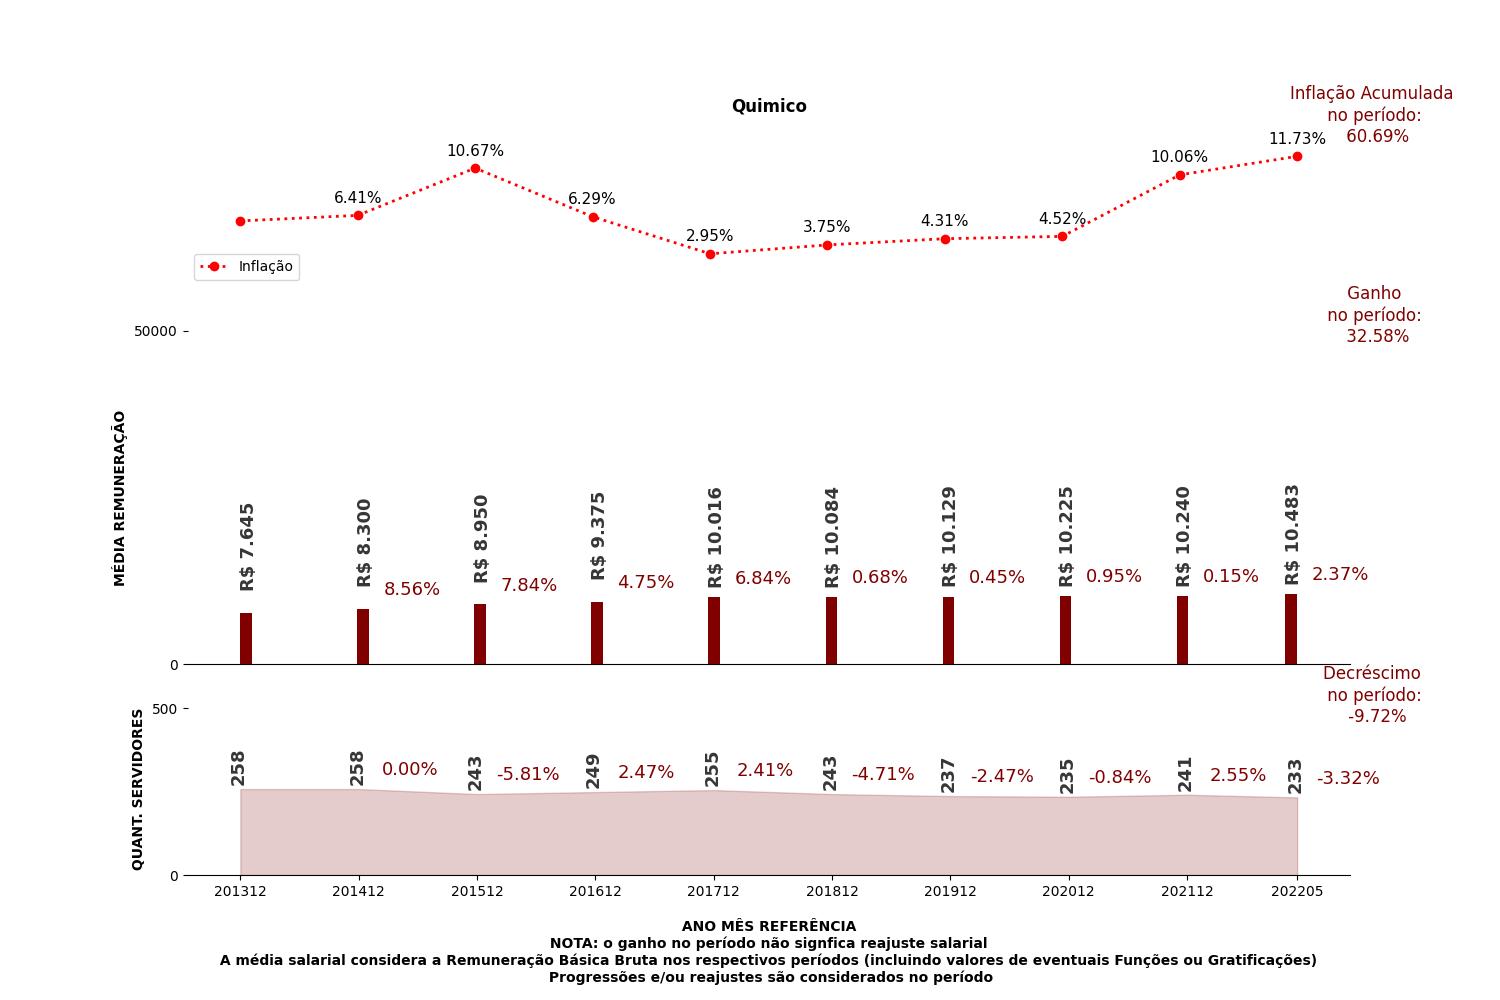 Quimico
Inflação Acumulada
no período:
60.69%
6.41%
10.67%
6.29%
2.95%
3.75%
4.31%
4.52%
10.06%
11.73%
Inflação
Ganho
no período:
32.58%
50000
0
MÉDIA REMUNERAÇÃO
R$ 7.645
R$ 8.300
R$ 8.950
R$ 9.375
R$ 10.016
R$ 10.084
R$ 10.129
R$ 10.225
R$ 10.240
R$ 10.483
8.56%
7.84%
4.75%
6.84%
0.68%
0.45%
0.95%
0.15%
2.37%
Decréscimo
no período:
-9.72%
500
0
QUANT. SERVIDORES
258
258
243
249
255
243
237
235
241
233
0.00%
-5.81%
2.47%
2.41%
-4.71%
-2.47%
-0.84%
2.55%
-3.32%
201312
201412
201512
201612
201712
201812
201912
202012
202112
202205
ANO MÊS REFERÊNCIA
NOTA: o ganho no período não signfica reajuste salarial
A média salarial considera a Remuneração Básica Bruta nos respectivos períodos (incluindo valores de eventuais Funções ou Gratificações)
Progressões e/ou reajustes são considerados no período